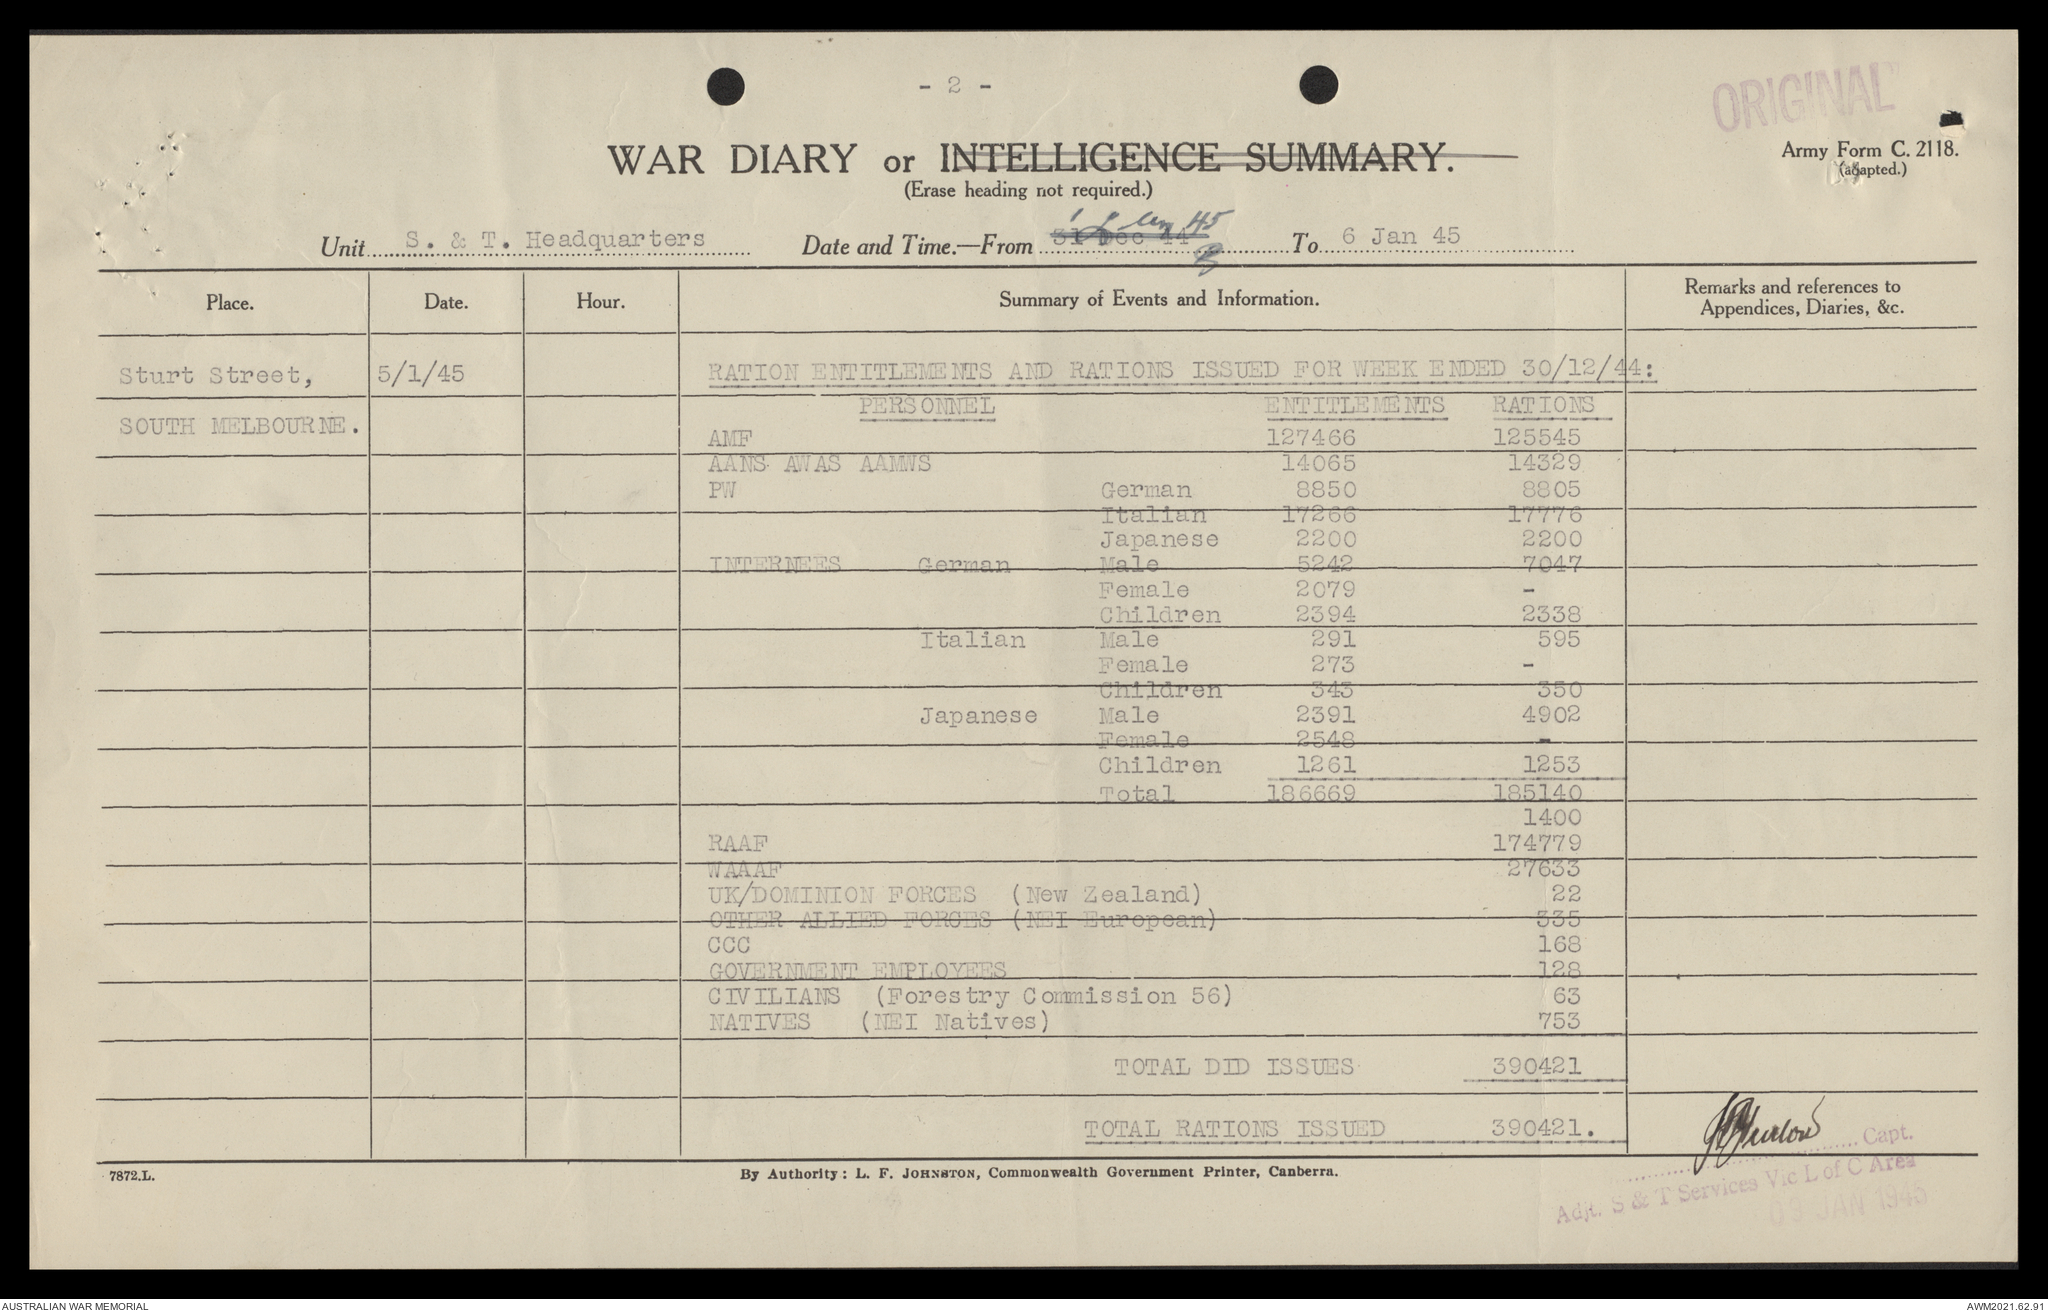 - 2 -
ORIGINAL
WAR DIARY or INTELLIGENCE SUMMARY.
Army Form C. 2118.
(adapted.)
(Erase heading not required.)
Unit S. & T. Headquarters Date and Time.—From 31 Dec 44 1 Jan 45 To 6 Jan 45
Place. Date. Hour. Summary of Events and Information. Remarks and references to
Appendices, Diaries, &c.
Sturt Street, 5/1/45 RATION ENTITLEMENTS AND RATIONS ISSUED FOR WEEK ENDED 30/12/44:
PERSONNEL ENTITLEMENTS RATIONS
SOUTH MELBOURNE.
AMF 127466 125545
AANS AWAS AAMWS 14065 14329
PW German 8850 8805
Italian 17266 17776
Japanese 2200 2200
INTERNEES German Male 5242 7047
Female 2079 -
Children 2394 2338
Italian Male 291 595
Female 273 -
Children 343 350
Japanese Male 2391 4902
Female 2548 -
Children 1261 1253
Total 186669 185140
1400
RAAF 174779
WAAAF 27633
UK/DOMINION FORCES (New Zealand) 22
OTHER ALLIED FORCES (NEI European) 335
CCC 168
GOVERNMENT EMPLOYEES 128
CIVILIANS (Forestry Commission 56) 63
NATIVES (NEI Natives) 753
TOTAL DID ISSUES 390421
TOTAL RATIONS ISSUED 390421.
Capt.
Adjt. S & T Services Vic L of C Area
09 JAN 1945
7872.L. By Authority: L. F. JOHNSTON, Commonwealth Government Printer, Canberra.
AUSTRALIAN WAR MEMORIAL AWM2021.62.91